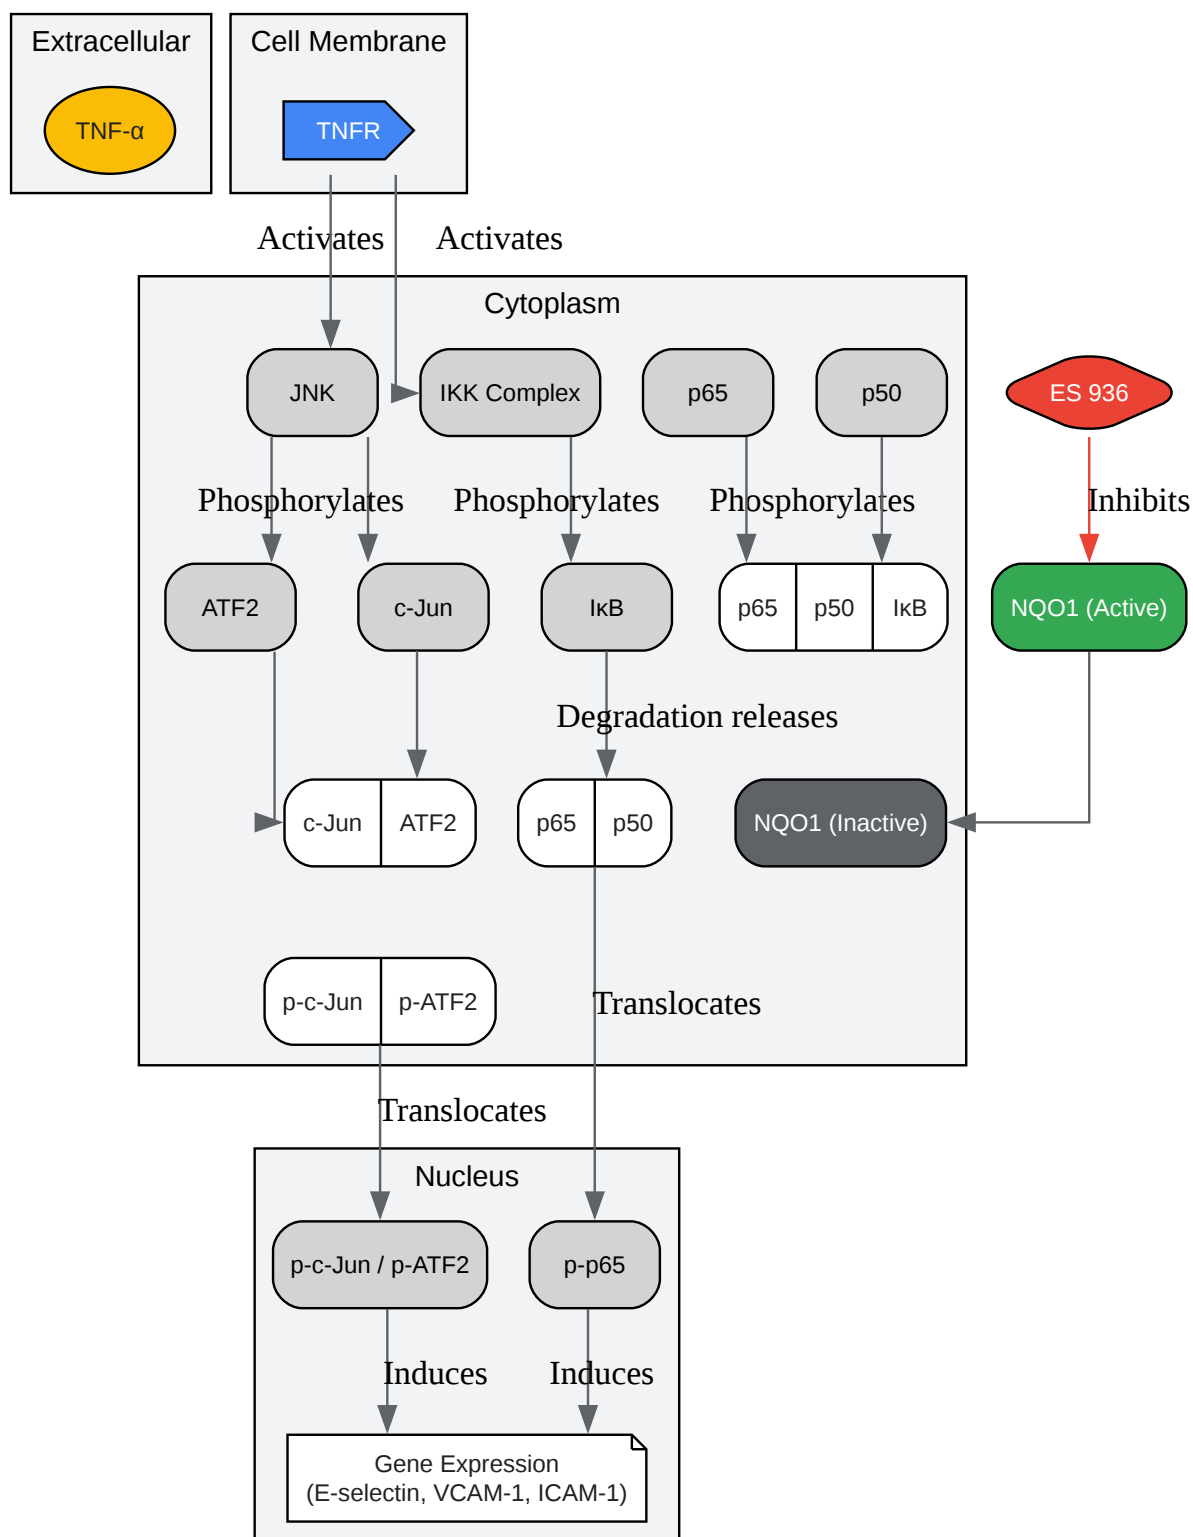 Extracellular
Cell Membrane
TNF-α
TNFR
Activates
Activates
Cytoplasm
JNK
IKK Complex
p65
p50
ES 936
Phosphorylates
Phosphorylates
Phosphorylates
Inhibits
ATF2
c-Jun
IκB
p65
p50
IκB
NQO1 (Active)
Degradation releases
c-Jun
ATF2
p65
p50
NQO1 (Inactive)
p-c-Jun
p-ATF2
Translocates
Translocates
Nucleus
p-c-Jun / p-ATF2
p-p65
Induces
Induces
Gene Expression
(E-selectin, VCAM-1, ICAM-1)